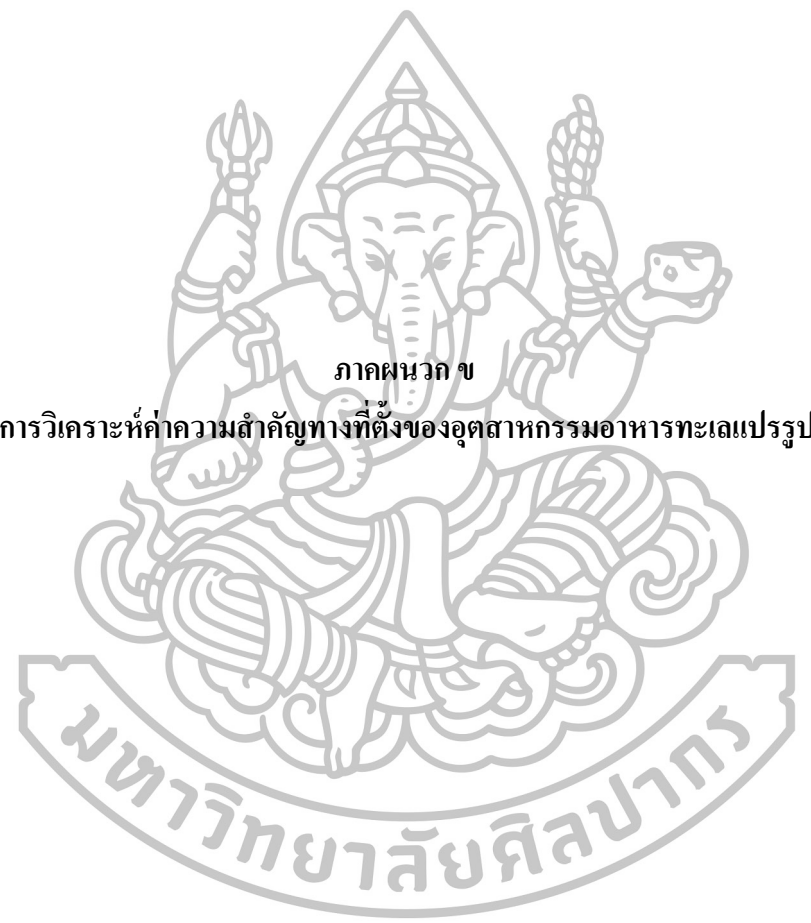 ภาคผนวก ข
การวิเคราะห์ค่าความสำคัญทางที่ตั้งของอุตสาหกรรมอาหารทะเลแปรรูป
มหาวิทยาลัยศิลปากร